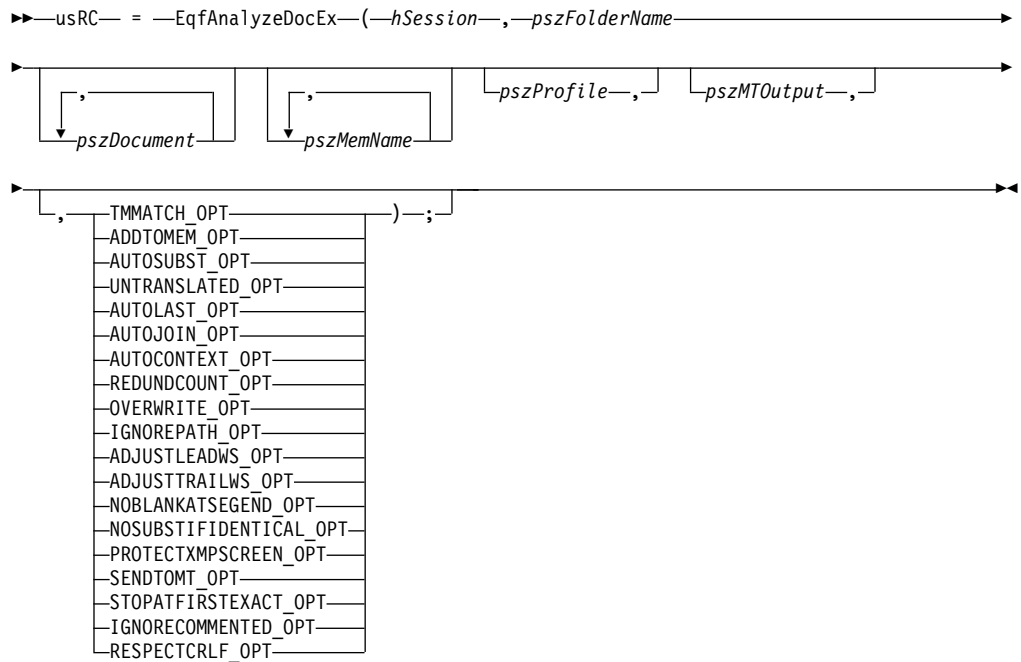 usRC = EqfAnalyzeDocEx ( hSession , pszFolderName
, , pszProfile , pszMTOutput ,
pszDocument pszMemName
, TMMATCH_OPT ) ;
ADDTOMEM_OPT
AUTOSUBST_OPT
UNTRANSLATED_OPT
AUTOLAST_OPT
AUTOJOIN_OPT
AUTOCONTEXT_OPT
REDUNDCOUNT_OPT
OVERWRITE_OPT
IGNOREPATH_OPT
ADJUSTLEADWS_OPT
ADJUSTTRAILWS_OPT
NOBLANKATSEGEND_OPT
NOSUBSTIFIDENTICAL_OPT
PROTECTXMPSCREEN_OPT
SENDTOMT_OPT
STOPATFIRSTEXACT_OPT
IGNORECOMMENTED_OPT
RESPECTCRLF_OPT